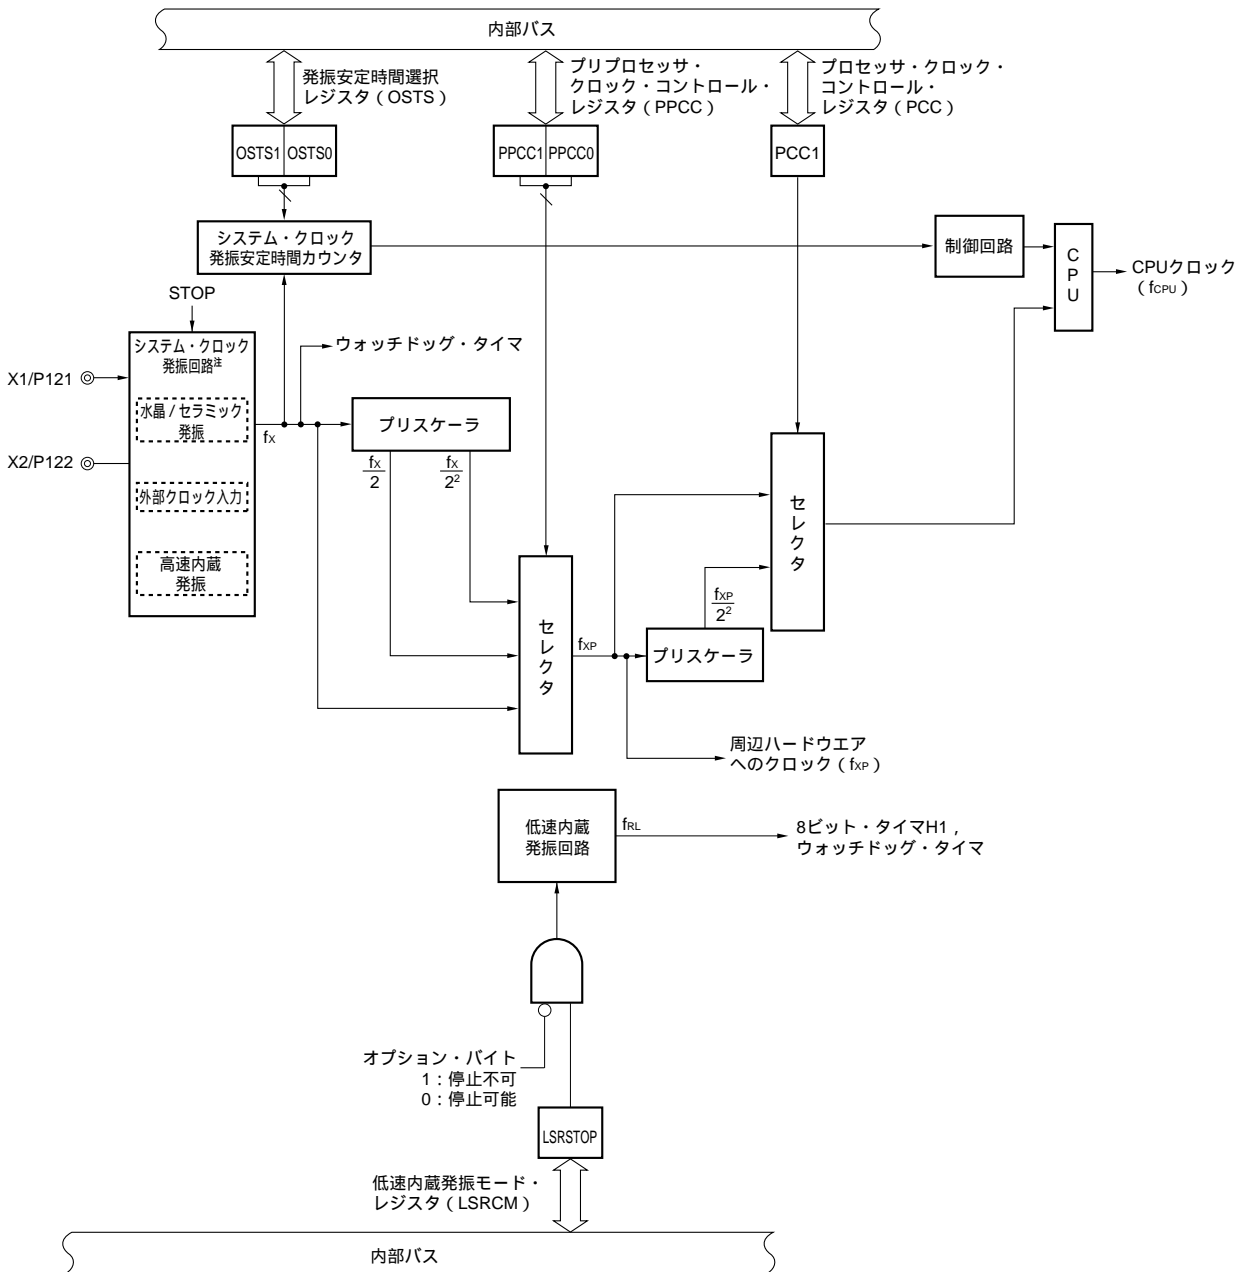 内部バス
発振安定時間選択
レジスタ（OSTS）
プリプロセッサ・
クロック・コントロール・
レジスタ（PPCC）
プロセッサ・クロック・
コントロール・
レジスタ（PCC）
OSTS1 OSTS0
PPCC1 PPCC0
PCC1
システム・クロック
発振安定時間カウンタ
制御回路
CPU
CPUクロック
（fCPU）
STOP
システム・クロック
発振回路注
X1/P121
X2/P122
水晶 / セラミック
発振
外部クロック入力
高速内蔵
発振
fX
ウォッチドッグ・タイマ
プリスケーラ
fX
2
fX
2²
セレクタ
fXP
プリスケーラ
fXP
2²
セレクタ
周辺ハードウエア
へのクロック（fXP）
低速内蔵
発振回路
fRL
8ビット・タイマH1，
ウォッチドッグ・タイマ
オプション・バイト
1：停止不可
0：停止可能
LSRSTOP
低速内蔵発振モード・
レジスタ（LSRCM）
内部バス